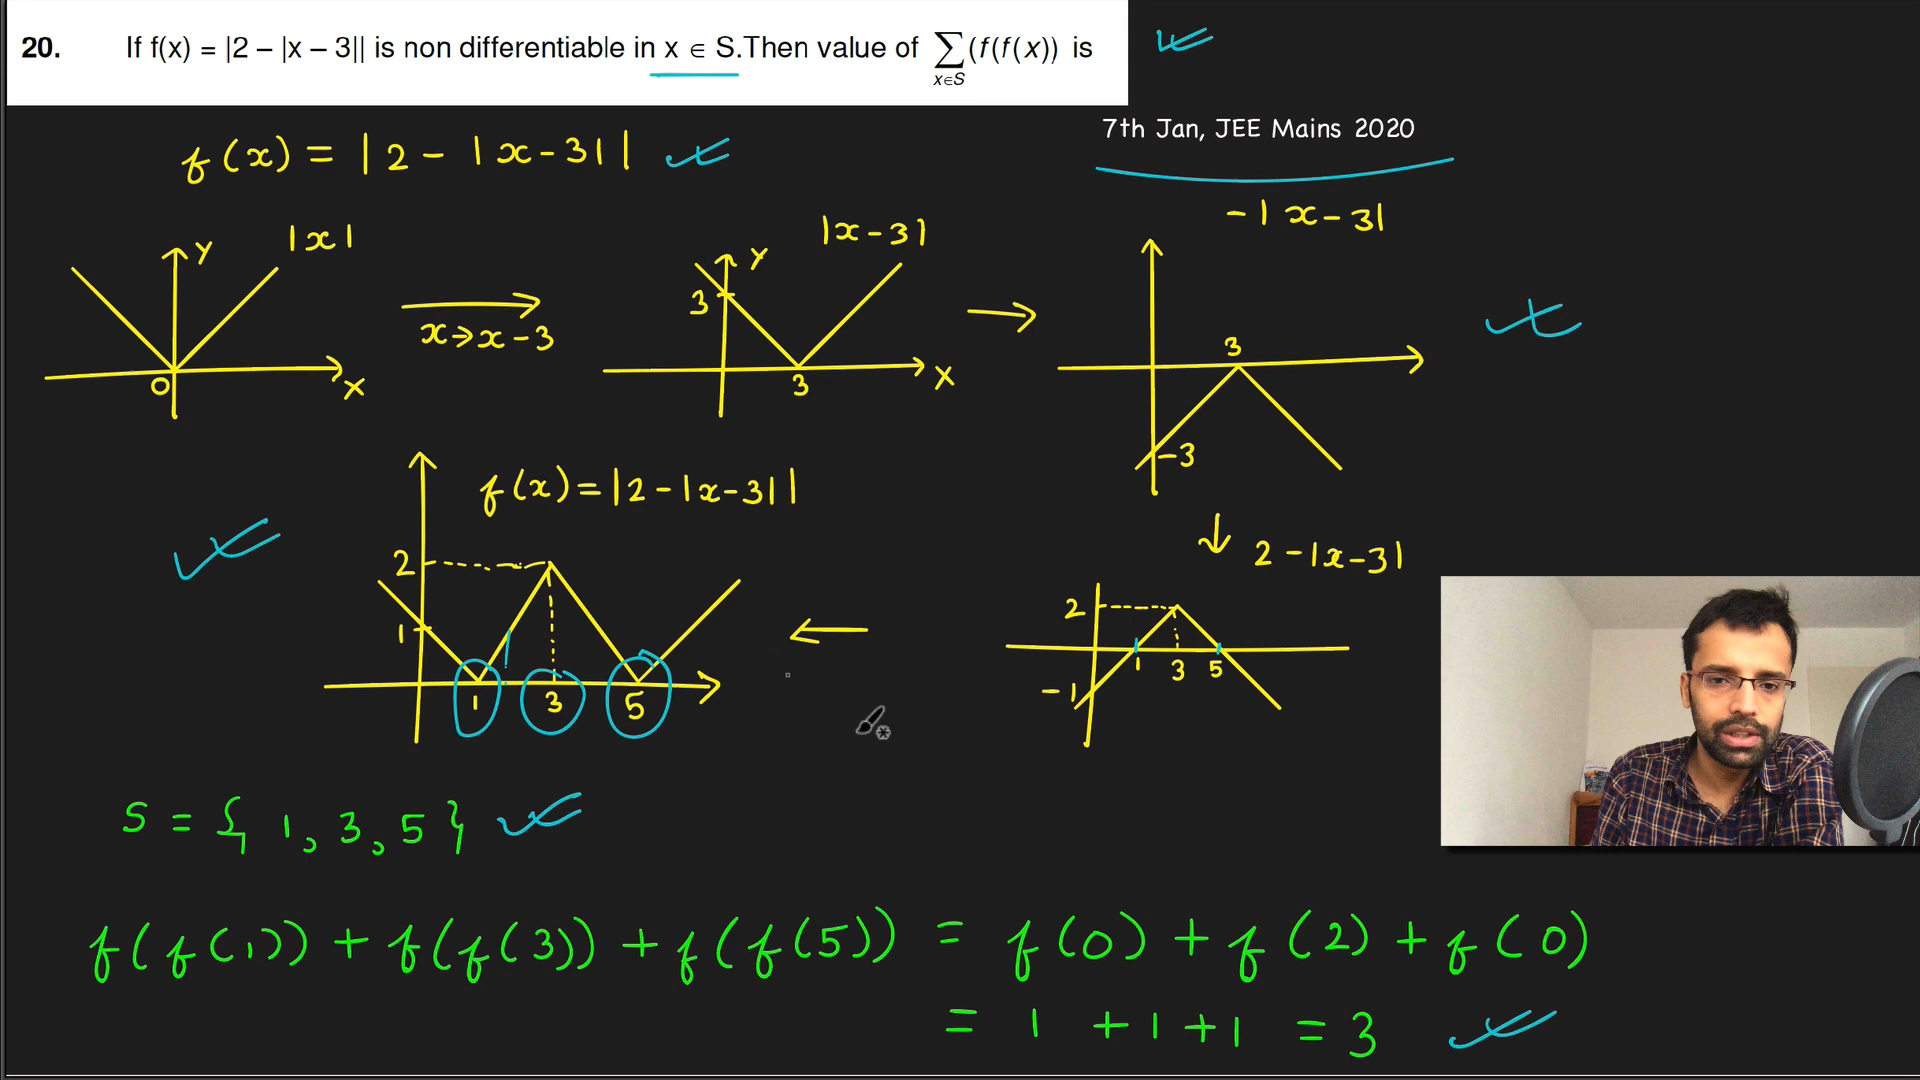 20. If f(x) = |2 – |x – 3|| is non differentiable in x ∈ S.Then value of ∑ (f(f(x)) is
x∈S
7th Jan, JEE Mains 2020
f(x) = |2 - |x-3||
-|x-3|
|x|
|x-3|
Y
Y
3
x→x-3
3
0
X
3
X
-3
f(x)=|2-|x-3||
2-|x-3|
2
2
1
1 3 5
-1
1 3 5
S = { 1, 3, 5 }
f(f(1)) + f(f(3)) + f(f(5)) = f(0) + f(2) + f(0)
= 1 + 1 + 1 = 3